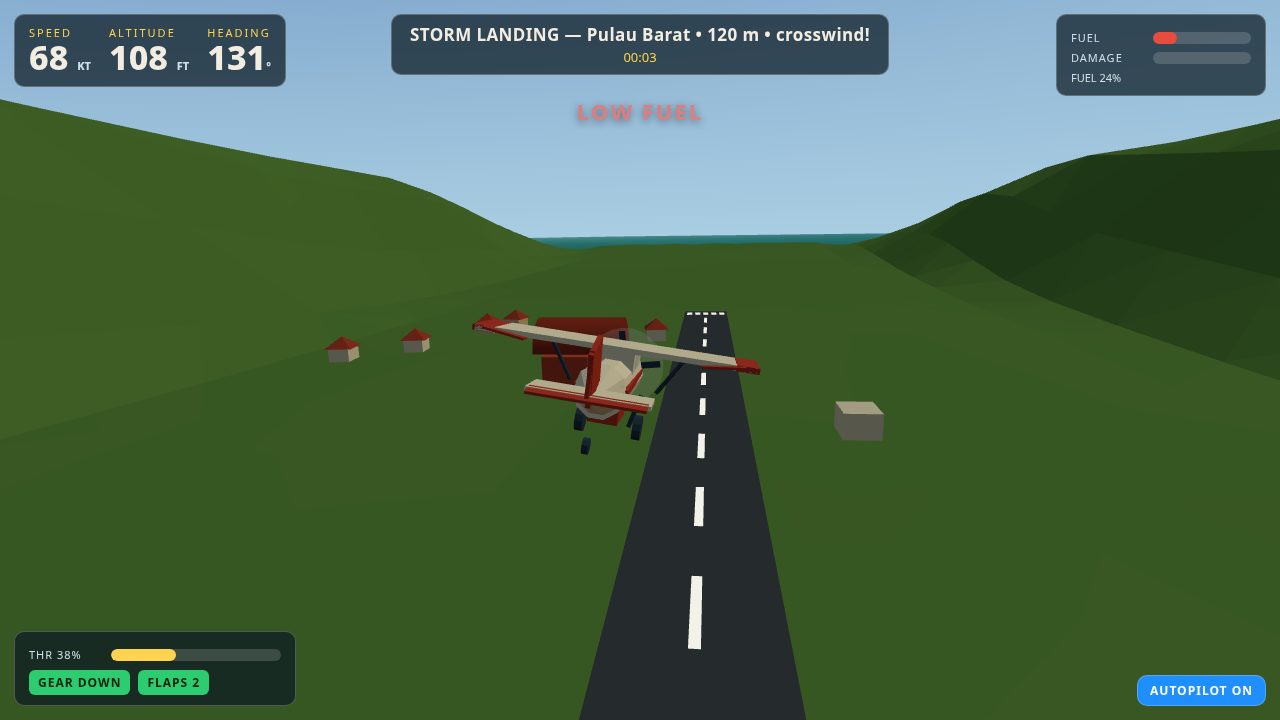 SPEED ALTITUDE HEADING
68 KT 108 FT 131°
STORM LANDING — Pulau Barat • 120 m • crosswind!
00:03
FUEL
DAMAGE
FUEL 24%
LOW FUEL
THR 38%
GEAR DOWN FLAPS 2
AUTOPILOT ON